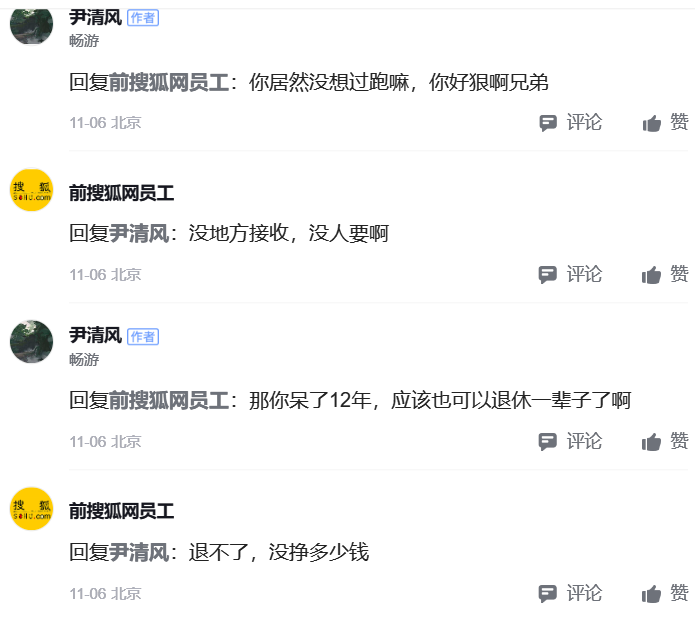 尹清风 作者
畅游
回复前搜狐网员工：你居然没想过跑嘛，你好狠啊兄弟
11-06 北京 评论 赞
搜 狐
SOHU.com
前搜狐网员工
回复尹清风：没地方接收，没人要啊
11-06 北京 评论 赞
尹清风 作者
畅游
回复前搜狐网员工：那你呆了12年，应该也可以退休一辈子了啊
11-06 北京 评论 赞
搜 狐
SOHU.com
前搜狐网员工
回复尹清风：退不了，没挣多少钱
11-06 北京 评论 赞